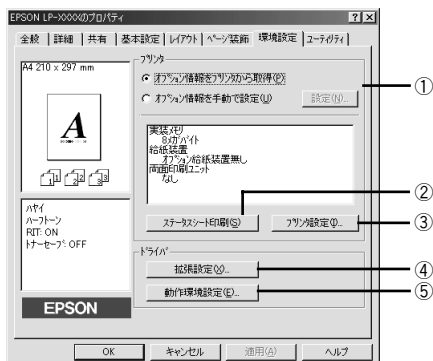 EPSON LP-XXXXのプロパティ
全般 詳細 共有 基本設定 レイアウト ページ装飾 環境設定 ユーティリティ
A4 210 x 297 mm
A
1 2 3
ハヤイ
ハーフトーン
RIT: ON
トナーセーブ: OFF
EPSON
プリンタ
オプション情報をプリンタから取得(P)
オプション情報を手動で設定(U)
設定(N)...
実装メモリ
8メガバイト
給紙装置
オプション給紙装置無し
両面印刷ユニット
なし
ステータスシート印刷(S)
プリンタ設定(I)...
ドライバ
拡張設定(X)...
動作環境設定(E)...
OK キャンセル 適用(A) ヘルプ
①
②
③
④
⑤